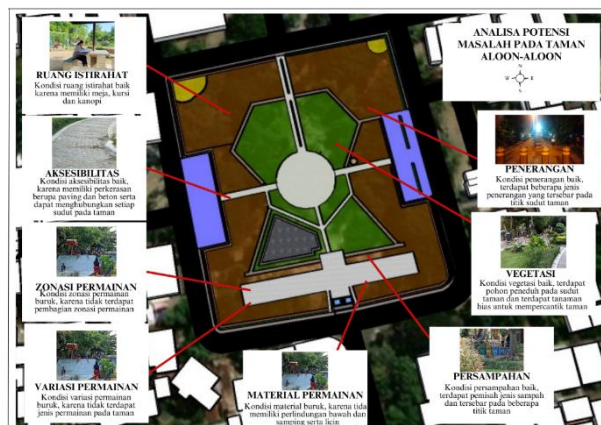 ANALISA POTENSI
MASALAH PADA TAMAN
ALOON-ALOON
N
W E
S
RUANG ISTIRAHAT
Kondisi ruang istirahat baik
karena memiliki meja, kursi
dan kanopi
AKSESIBILITAS
Kondisi aksesibilitas baik,
karena memiliki perkerasan
berupa paving dan beton serta
dapat menghubungkan setiap
sudut pada taman
ZONASI PERMAINAN
Kondisi zonasi permainan
buruk, karena tidak terdapat
pembagian zonasi permainan
VARIASI PERMAINAN
Kondisi variasi permainan
buruk, karena tidak terdapat
jenis permainan pada taman
MATERIAL PERMAINAN
Kondisi material buruk, karena tida
memiliki perlindungan bawah dan
samping serta licin
PENERANGAN
Kondisi penerangan baik,
terdapat beberapa jenis
penerangan yang tersebar pada
titik sudut taman
VEGETASI
Kondisi vegetasi baik, terdapat
pohon peneduh pada sudut
taman dan terdapat tanaman
hias untuk mempercantik taman
PERSAMPAHAN
Kondisi persampahan baik,
terdapat pemisah jenis sampah
dan tersebar pada beberapa
titik taman